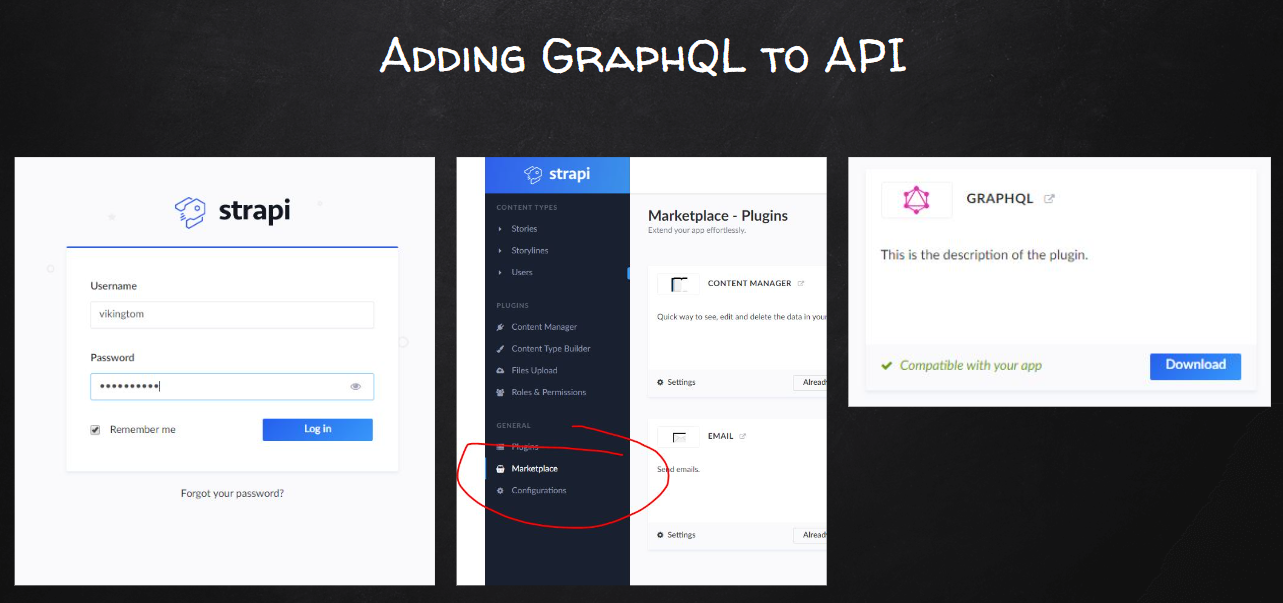 Adding GraphQL to API
strapi
Username
vikingtom
Password
Remember me
Log in
Forgot your password?
strapi
CONTENT TYPES
Stories
Storylines
Users
PLUGINS
Content Manager
Content Type Builder
Files Upload
Roles & Permissions
GENERAL
Plugins
Marketplace
Configurations
Marketplace - Plugins
Extend your app effortlessly.
CONTENT MANAGER
Quick way to see, edit and delete the data in your
Settings
Already
EMAIL
Send emails.
Settings
Already
GRAPHQL
This is the description of the plugin.
Compatible with your app
Download